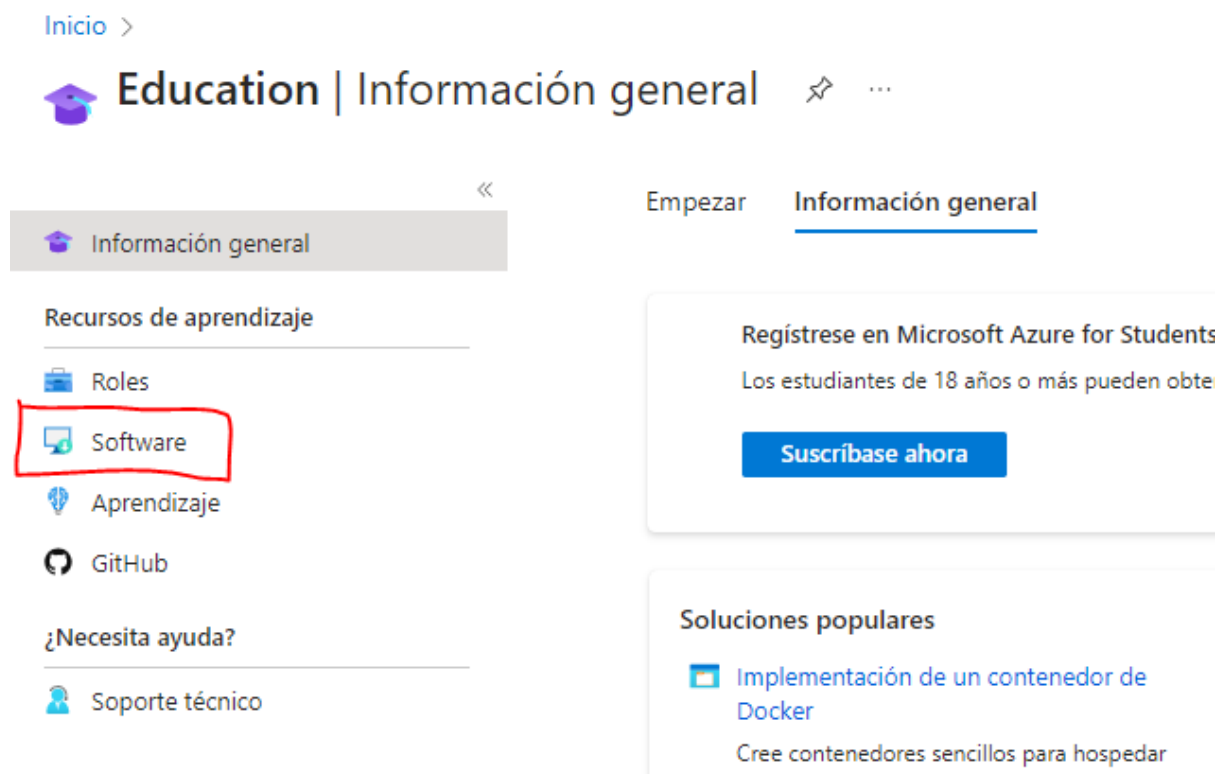 Inicio >
Education | Información general ...
«
Información general
Recursos de aprendizaje
Roles
Software
Aprendizaje
GitHub
¿Necesita ayuda?
Soporte técnico
Empezar Información general
Regístrese en Microsoft Azure for Students
Los estudiantes de 18 años o más pueden
Suscríbase ahora
Soluciones populares
Implementación de un contenedor de
Docker
Cree contenedores sencillos para hospedar